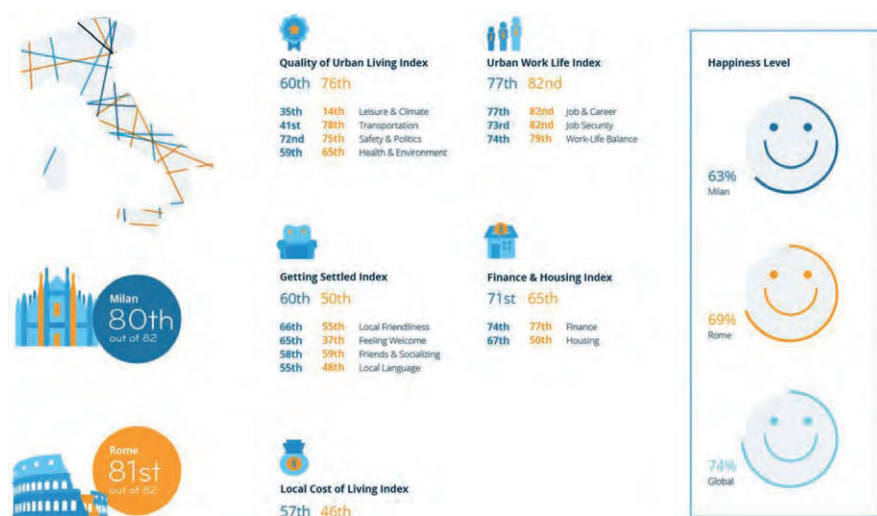 Quality of Urban Living Index
60th 76th
35th 14th Leisure & Climate
41st 78th Transportation
72nd 75th Safety & Politics
59th 65th Health & Environment
Urban Work Life Index
77th 82nd
77th 82nd Job & Career
73rd 82nd Job Security
74th 79th Work-Life Balance
Getting Settled Index
60th 50th
66th 55th Local Friendliness
65th 37th Feeling Welcome
58th 59th Friends & Socializing
55th 48th Local Language
Finance & Housing Index
71st 65th
74th 77th Finance
67th 50th Housing
Local Cost of Living Index
57th 46th
Milan
80th
out of 82
Rome
81st
out of 82
Happiness Level
63%
Milan
69%
Rome
74%
Global